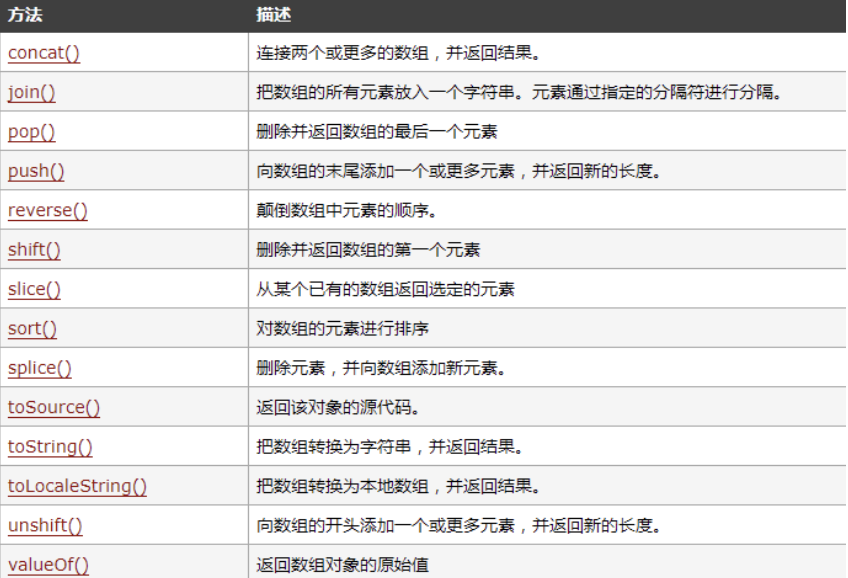 方法 描述
concat() 连接两个或更多的数组，并返回结果。
join() 把数组的所有元素放入一个字符串。元素通过指定的分隔符进行分隔。
pop() 删除并返回数组的最后一个元素
push() 向数组的末尾添加一个或更多元素，并返回新的长度。
reverse() 颠倒数组中元素的顺序。
shift() 删除并返回数组的第一个元素
slice() 从某个已有的数组返回选定的元素
sort() 对数组的元素进行排序
splice() 删除元素，并向数组添加新元素。
toSource() 返回该对象的源代码。
toString() 把数组转换为字符串，并返回结果。
toLocaleString() 把数组转换为本地数组，并返回结果。
unshift() 向数组的开头添加一个或更多元素，并返回新的长度。
valueOf() 返回数组对象的原始值